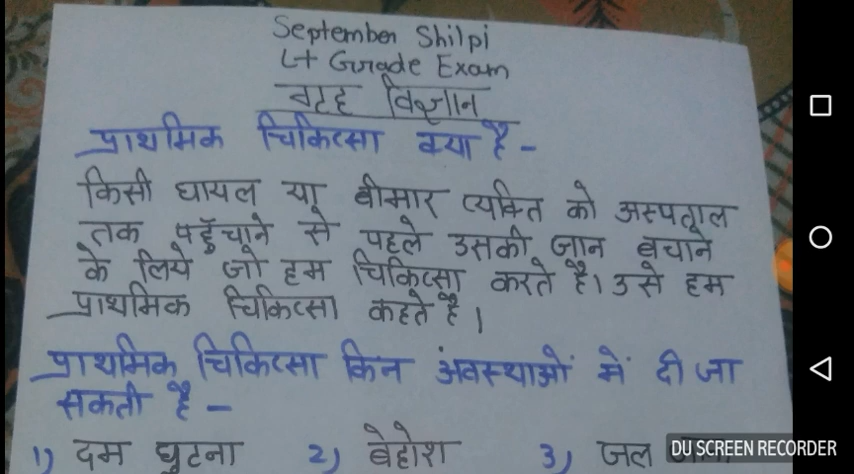 September Shilpi
Lt Grade Exam
गृह विज्ञान
प्राथमिक चिकित्सा क्या है -
किसी घायल या बीमार व्यक्ति को अस्पताल
तक पहुँचाने से पहले उसकी जान बचाने
के लिये जो हम चिकित्सा करते है। उसे हम
प्राथमिक चिकित्सा कहते है।
प्राथमिक चिकित्सा किन अंवस्थाओं में दी जा
सकती है -
1) दम घुटना 2) बेहोश 3) जल
DU SCREEN RECORDER